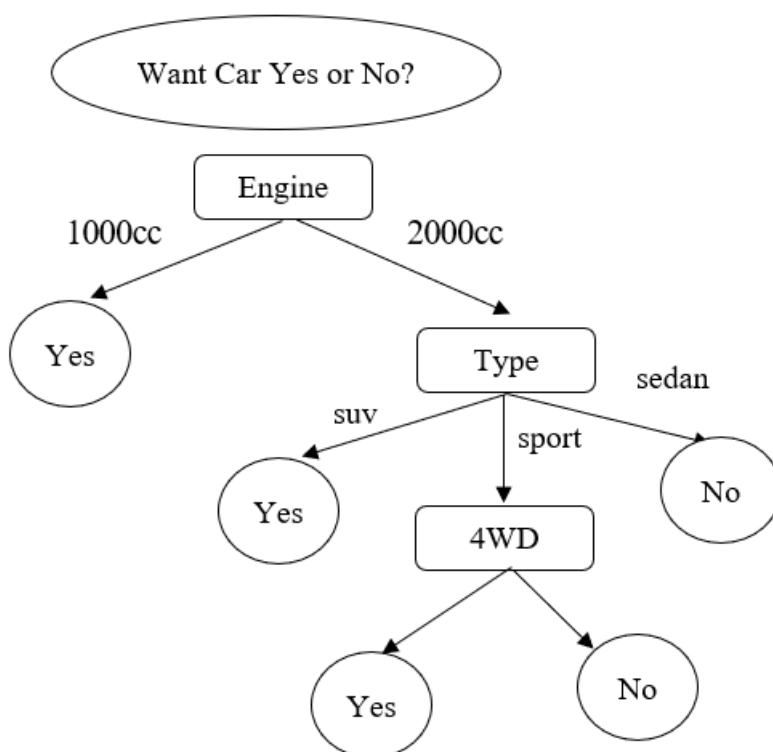 Want Car Yes or No?
Engine
1000cc
2000cc
Yes
Type
suv
sport
sedan
Yes
No
4WD
Yes
No